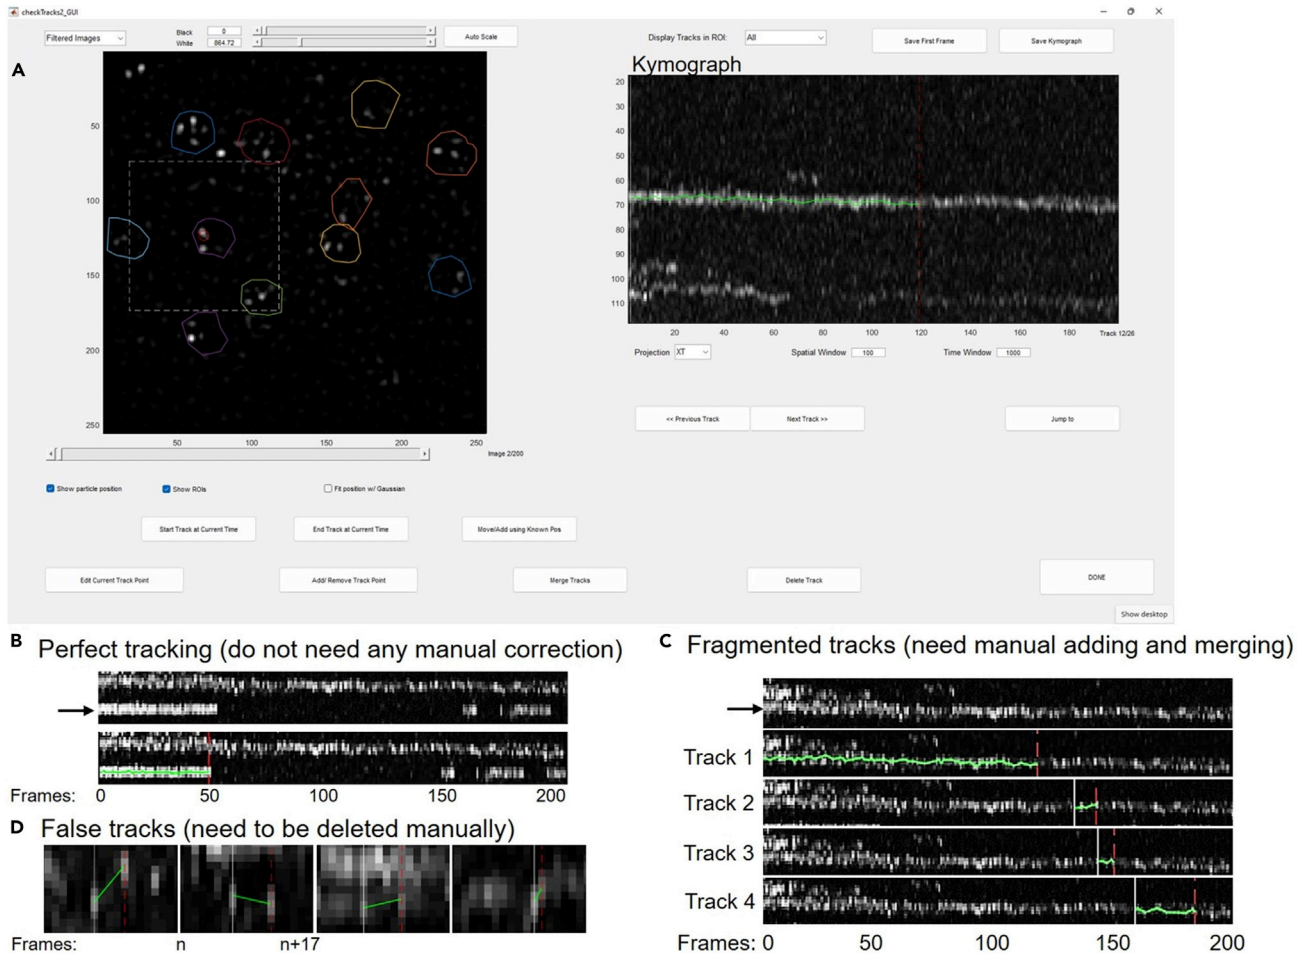 checkTracks2_GUI
A
Filtered Images
Black
0
White
864.72
Auto Scale
Display Tracks in ROI:
All
Save First Frame
Save Kymograph
Kymograph
50
100
150
200
250
50
100
150
200
250
Image 2/200
20
30
40
50
60
70
80
90
100
110
20
40
60
80
100
120
140
160
180
Track 12/26
Projection
XT
Spatial Window
100
Time Window
1000
<< Previous Track
Next Track >>
Jump to
Show particle position
Show ROIs
Fit position w/ Gaussian
Start Track at Current Time
End Track at Current Time
Move/Add using Known Pos
Edit Current Track Point
Add/ Remove Track Point
Merge Tracks
Delete Track
DONE
Show desktop
B
Perfect tracking (do not need any manual correction)
Frames: 0 50 100 150 200
C
Fragmented tracks (need manual adding and merging)
Track 1
Track 2
Track 3
Track 4
Frames: 0 50 100 150 200
D
False tracks (need to be deleted manually)
Frames: n n+17